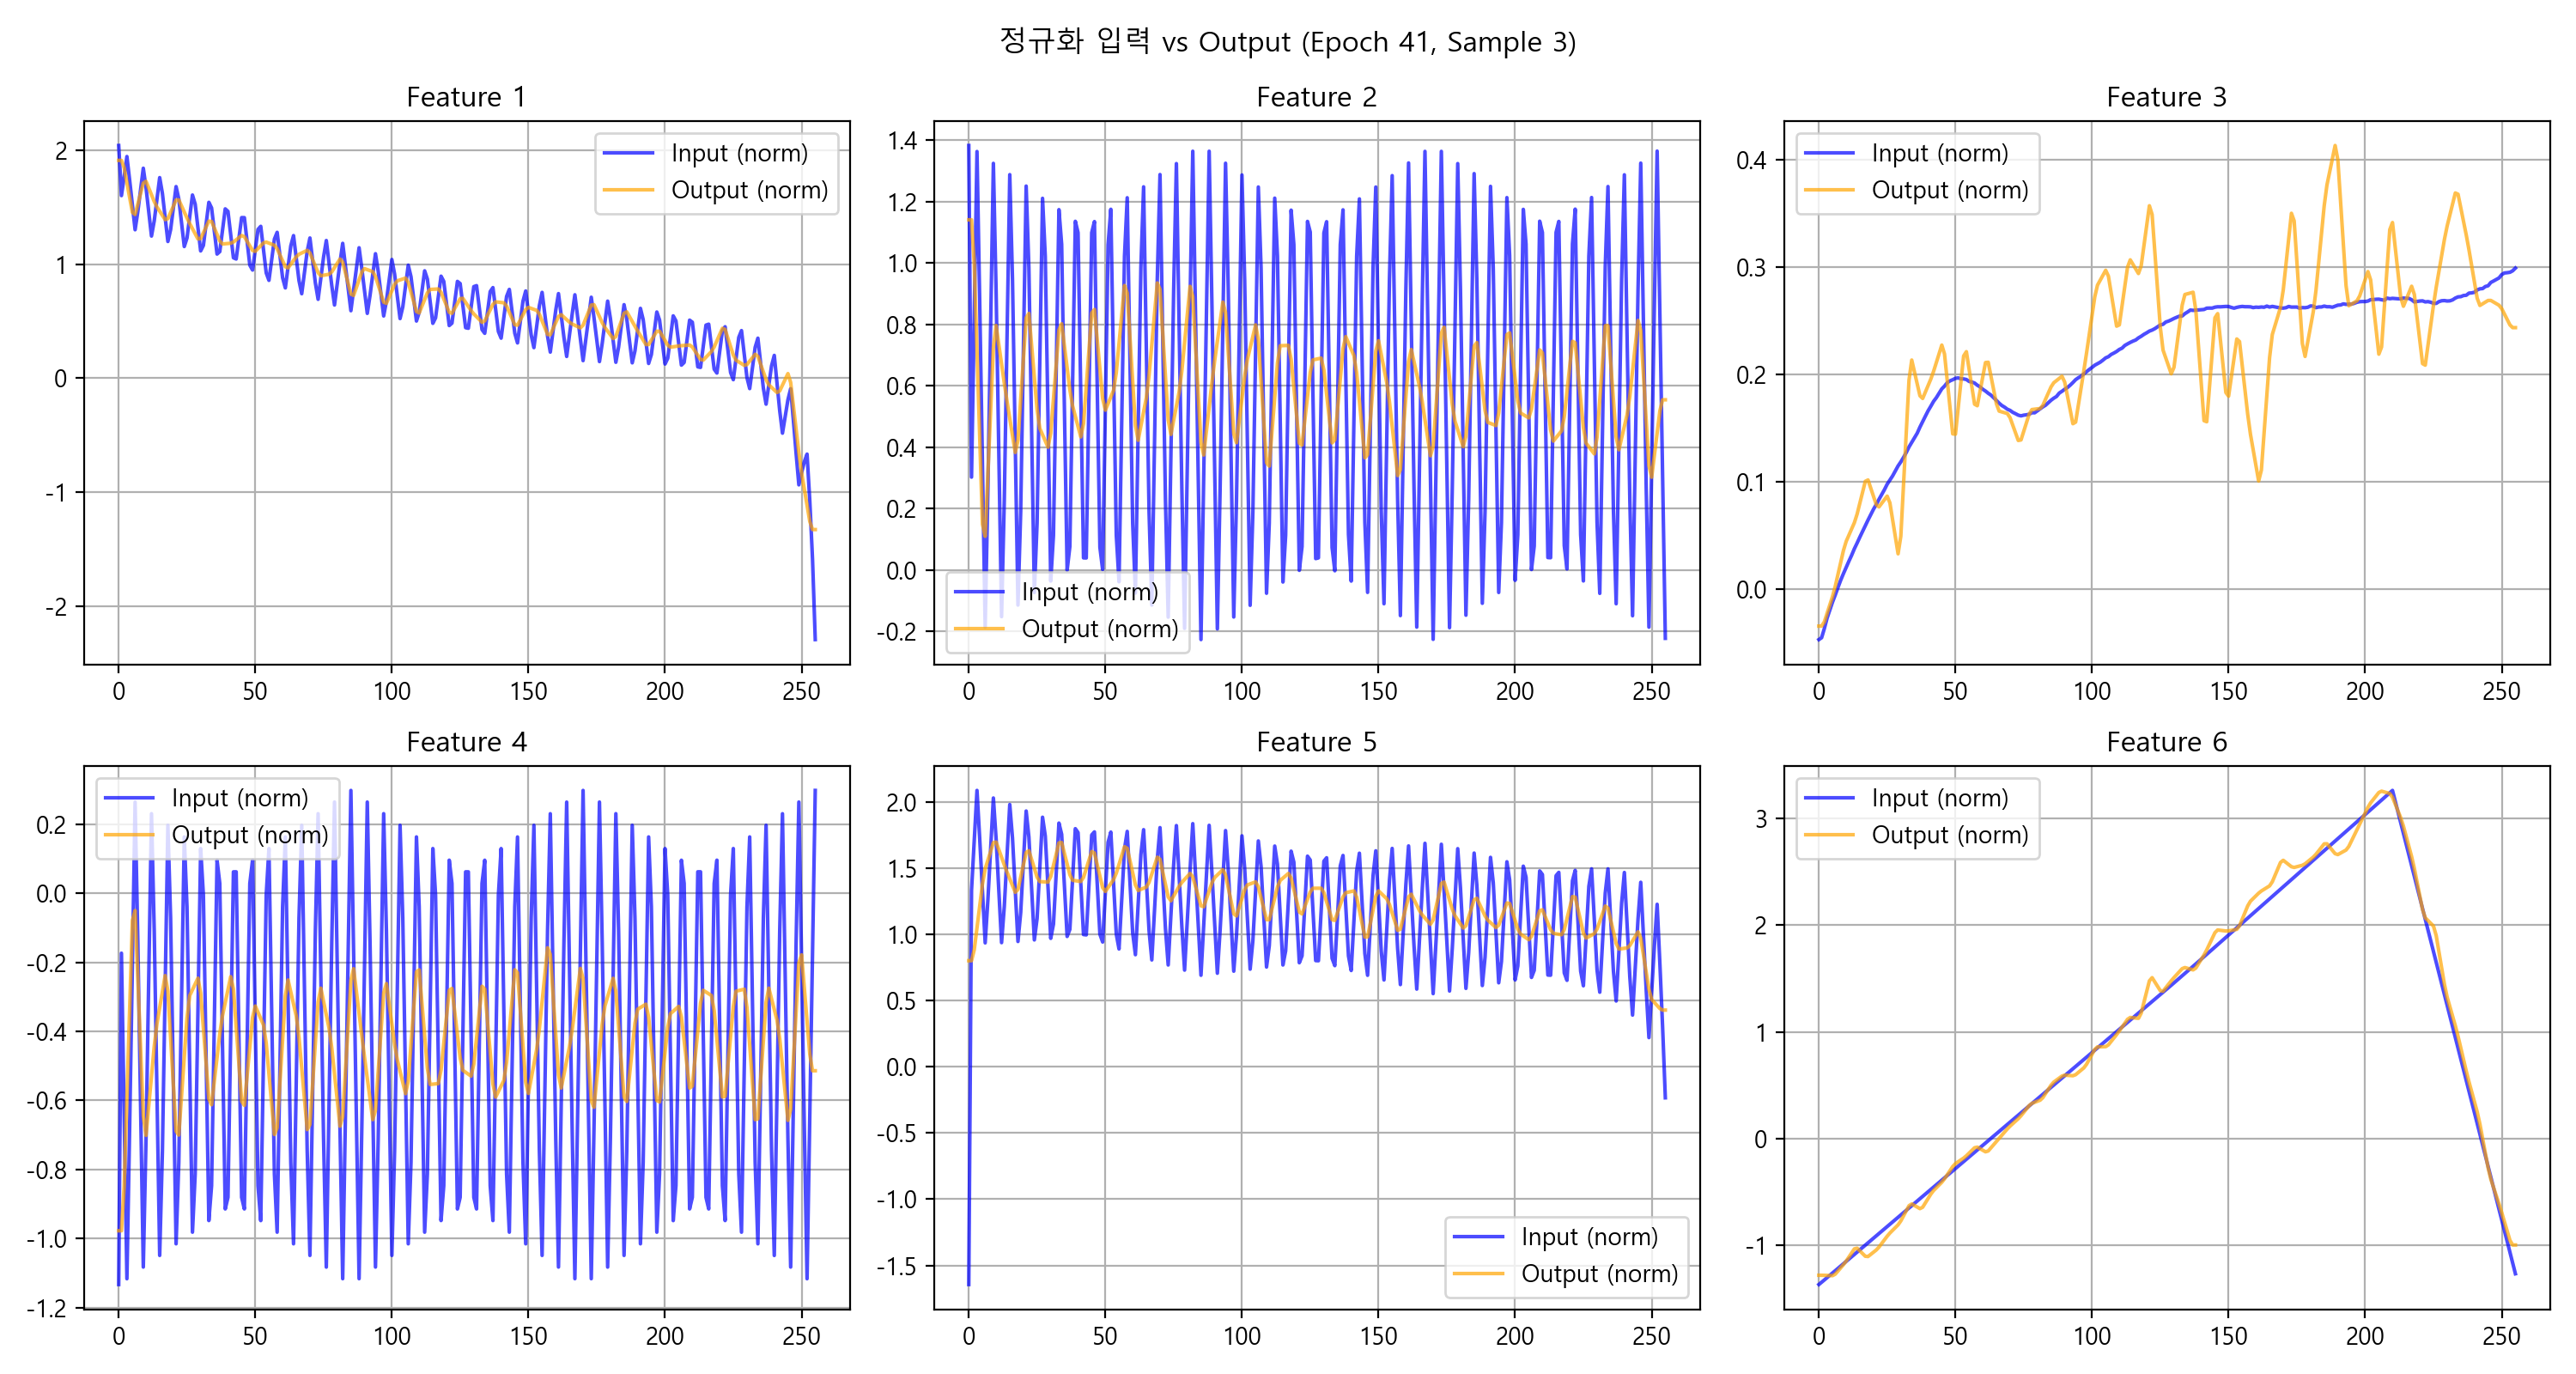 정규화 입력 vs Output (Epoch 41, Sample 3)
Feature 1
2
1
0
-1
-2
0 50 100 150 200 250
Input (norm)
Output (norm)
Feature 2
1.4
1.2
1.0
0.8
0.6
0.4
0.2
0.0
-0.2
0 50 100 150 200 250
Input (norm)
Output (norm)
Feature 3
0.4
0.3
0.2
0.1
0.0
0 50 100 150 200 250
Input (norm)
Output (norm)
Feature 4
0.2
0.0
-0.2
-0.4
-0.6
-0.8
-1.0
-1.2
0 50 100 150 200 250
Input (norm)
Output (norm)
Feature 5
2.0
1.5
1.0
0.5
0.0
-0.5
-1.0
-1.5
0 50 100 150 200 250
Input (norm)
Output (norm)
Feature 6
3
2
1
0
-1
0 50 100 150 200 250
Input (norm)
Output (norm)